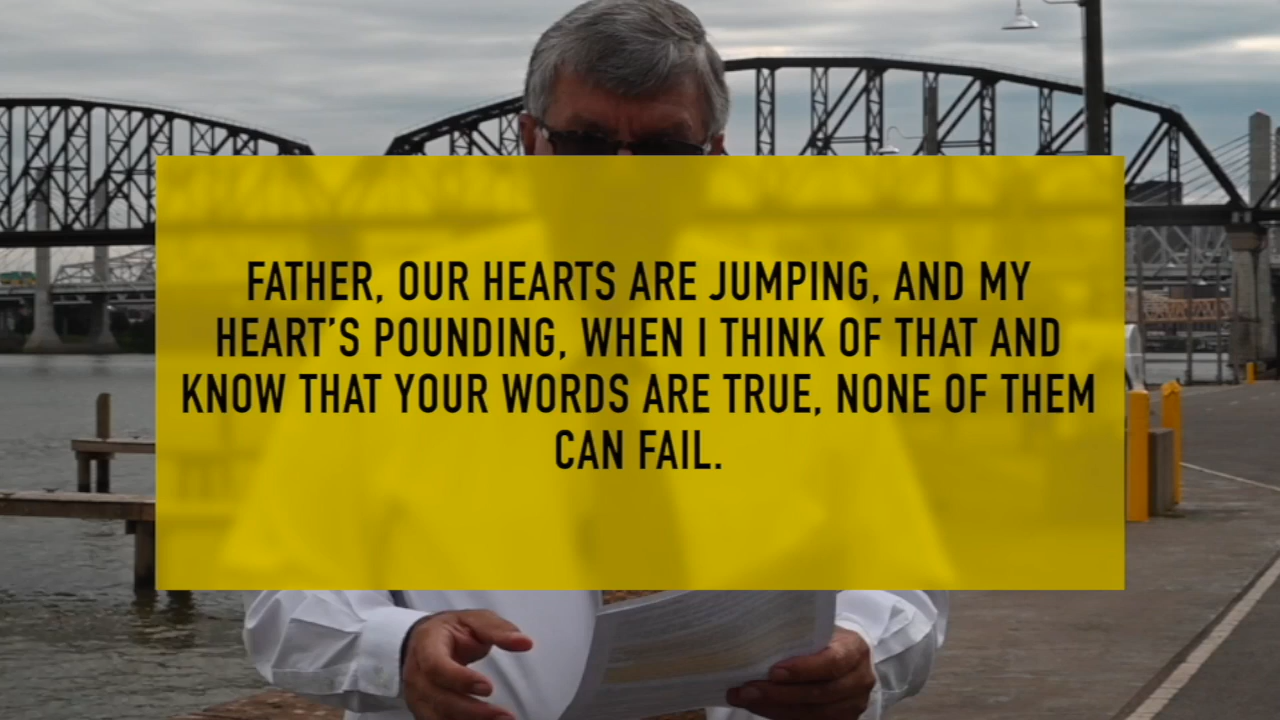 FATHER, OUR HEARTS ARE JUMPING, AND MY
HEART'S POUNDING, WHEN I THINK OF THAT AND
KNOW THAT YOUR WORDS ARE TRUE, NONE OF THEM
CAN FAIL.